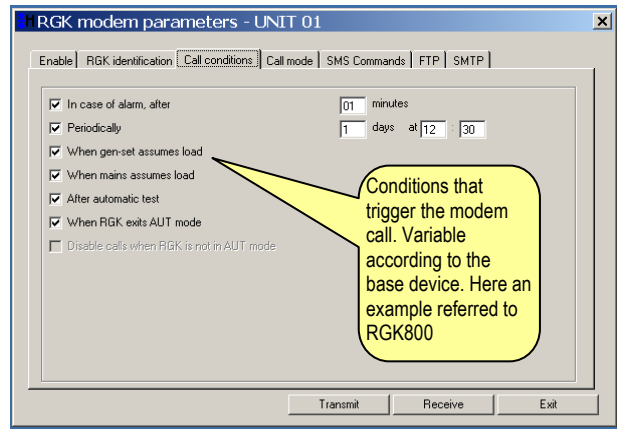 RGK modem parameters - UNIT 01
Enable RGK identification Call conditions Call mode SMS Commands FTP SMTP
In case of alarm, after 01 minutes
Periodically 1 days at 12 : 30
When gen-set assumes load
When mains assumes load
After automatic test
When RGK exits AUT mode
Disable calls when RGK is not in AUT mode
Conditions that
trigger the modem
call. Variable
according to the
base device. Here an
example referred to
RGK800
Transmit Receive Exit